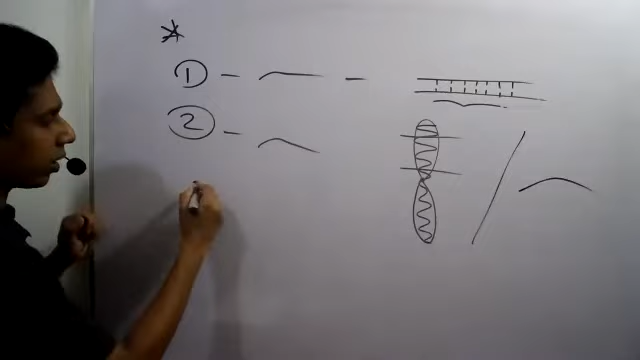 *
① -
② -